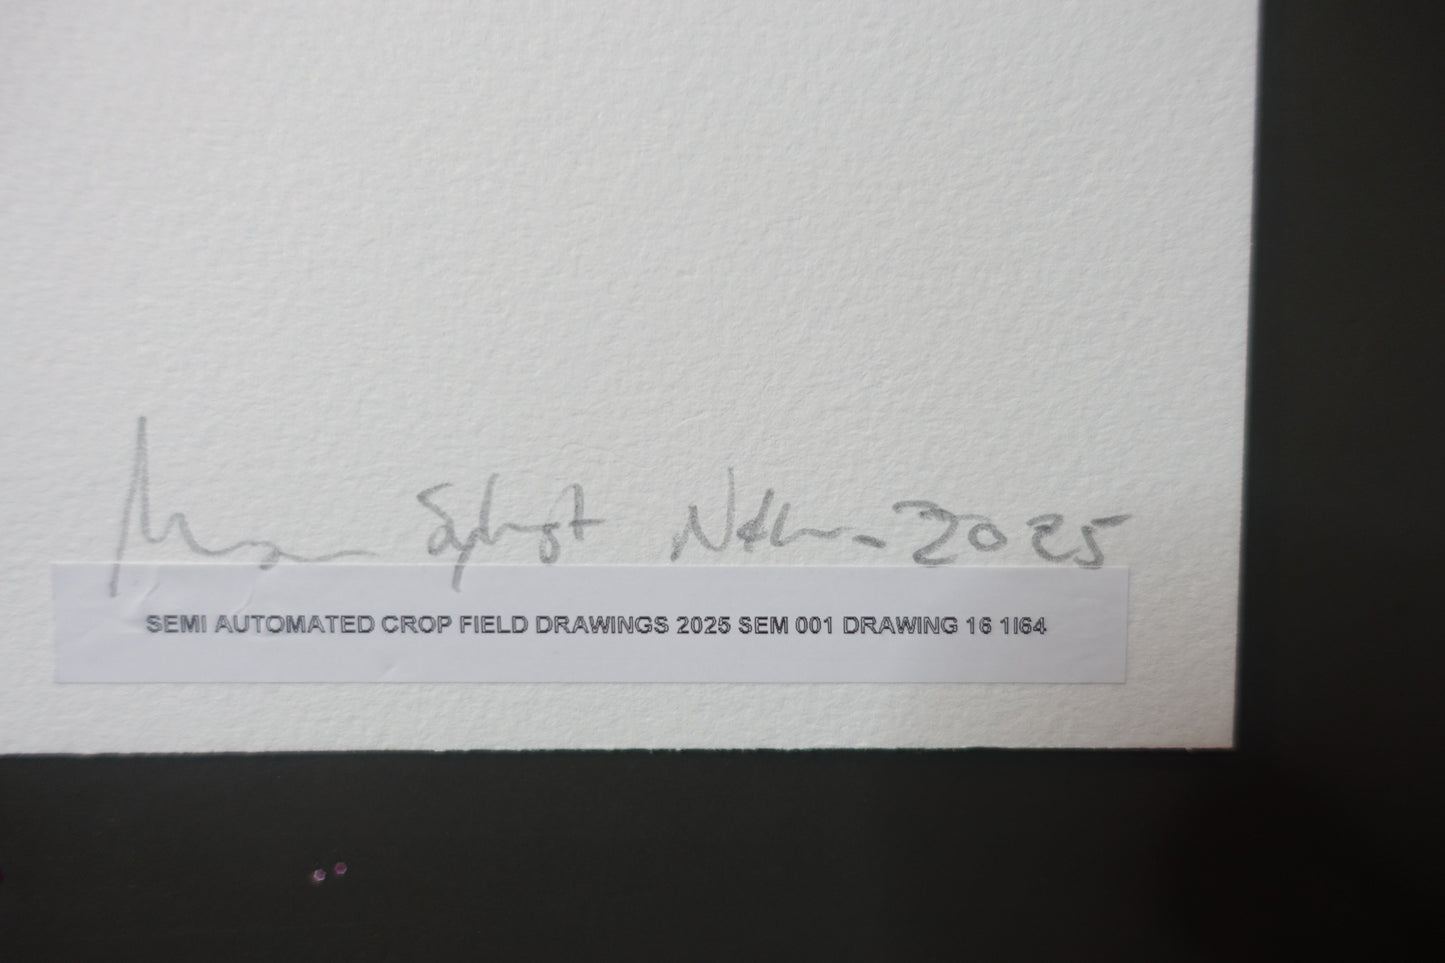 2025
SEMI AUTOMATED CROP FIELD DRAWINGS 2025 SEM 001 DRAWING 16 1I64